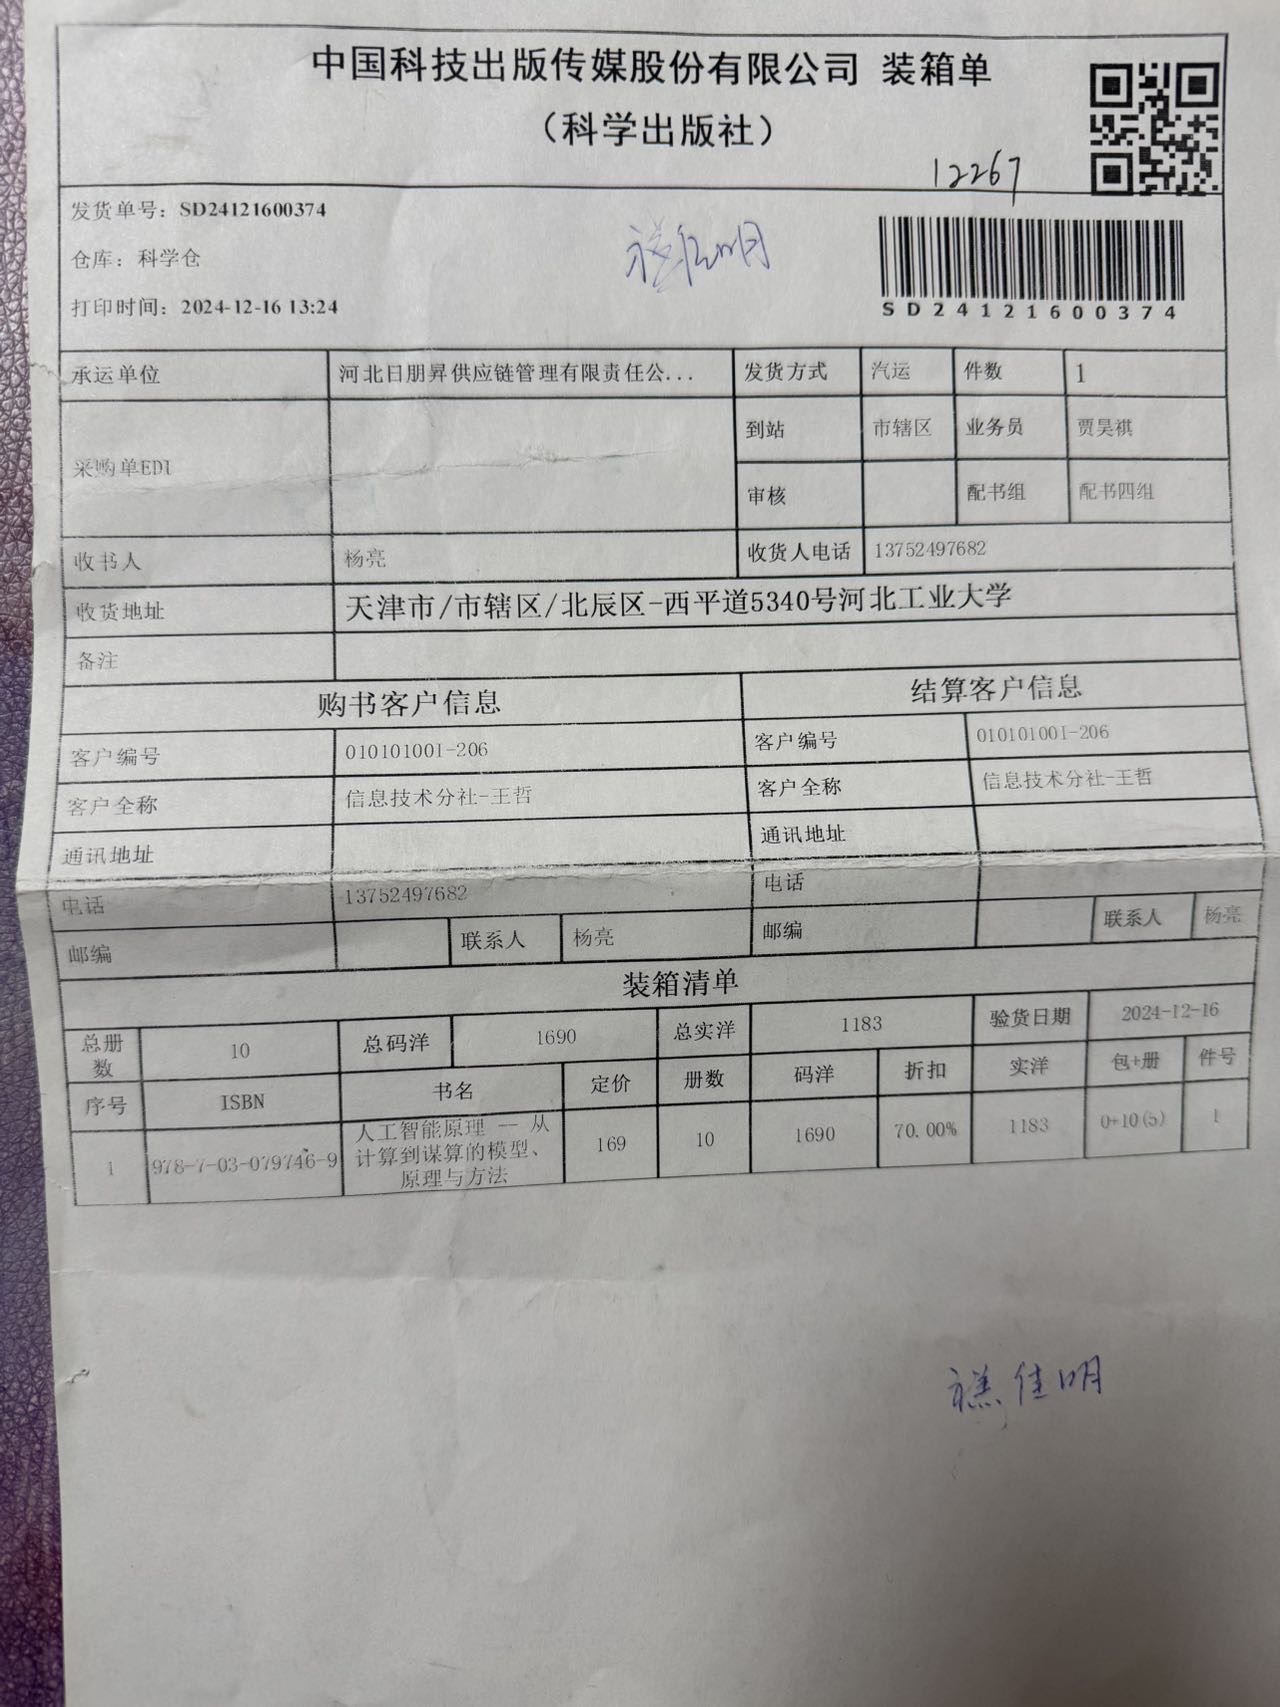 中国科技出版传媒股份有限公司 装箱单
（科学出版社）
12267
发货单号：SD24121600374
仓库：科学仓
打印时间：2024-12-16 13:24
SD24121600374
承运单位 河北日朋昇供应链管理有限责任公... 发货方式 汽运 件数 1
采购单EDI 到站 市辖区 业务员 贾昊祺
审核 配书组 配书四组
收书人 杨亮 收货人电话 13752497682
收货地址 天津市/市辖区/北辰区-西平道5340号河北工业大学
备注
购书客户信息 结算客户信息
客户编号 010101001-206 客户编号 010101001-206
客户全称 信息技术分社-王哲 客户全称 信息技术分社-王哲
通讯地址 通讯地址
电话 13752497682 电话
邮编 联系人 杨亮 邮编 联系人 杨亮
装箱清单
总册数 10 总码洋 1690 总实洋 1183 验货日期 2024-12-16
序号 ISBN 书名 定价 册数 码洋 折扣 实洋 包+册 件号
1 978-7-03-079746-9 人工智能原理 — 从计算到谋算的模型、原理与方法 169 10 1690 70.00% 1183 0+10(5) 1
佳明